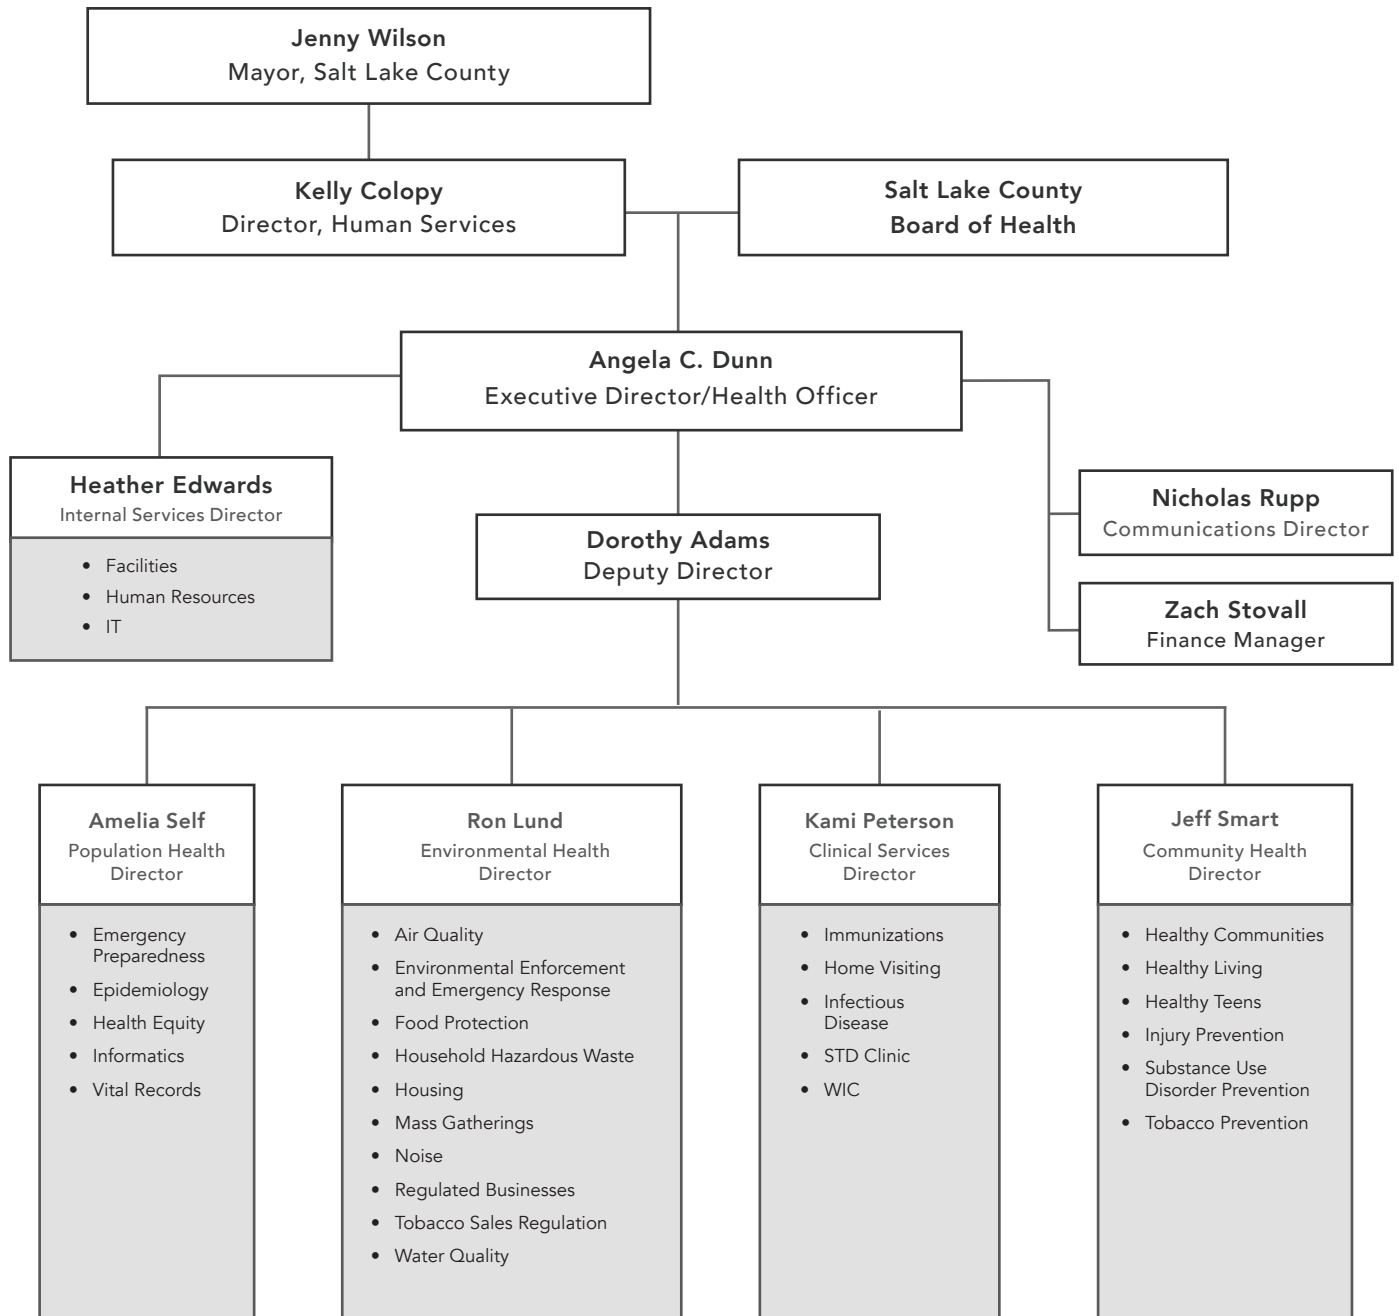 Jenny Wilson
Mayor, Salt Lake County
Kelly Colopy
Director, Human Services
Salt Lake County
Board of Health
Angela C. Dunn
Executive Director/Health Officer
Heather Edwards
Internal Services Director
• Facilities
• Human Resources
• IT
Dorothy Adams
Deputy Director
Nicholas Rupp
Communications Director
Zach Stovall
Finance Manager
Amelia Self
Population Health
Director
• Emergency
Preparedness
• Epidemiology
• Health Equity
• Informatics
• Vital Records
Ron Lund
Environmental Health
Director
• Air Quality
• Environmental Enforcement
and Emergency Response
• Food Protection
• Household Hazardous Waste
• Housing
• Mass Gatherings
• Noise
• Regulated Businesses
• Tobacco Sales Regulation
• Water Quality
Kami Peterson
Clinical Services
Director
• Immunizations
• Home Visiting
• Infectious
Disease
• STD Clinic
• WIC
Jeff Smart
Community Health
Director
• Healthy Communities
• Healthy Living
• Healthy Teens
• Injury Prevention
• Substance Use
Disorder Prevention
• Tobacco Prevention